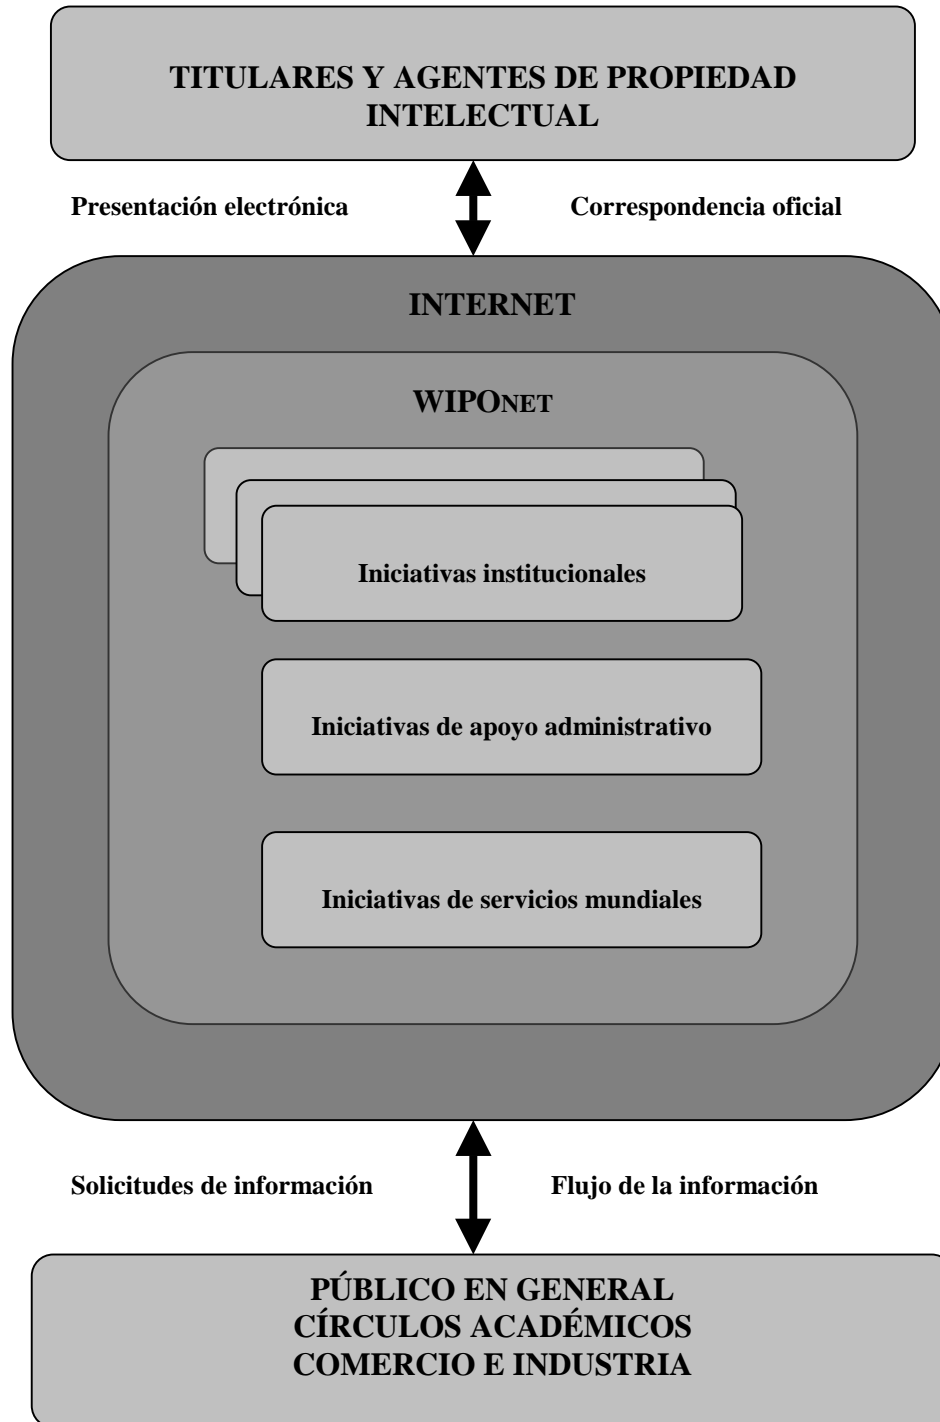 TITULARES Y AGENTES DE PROPIEDAD
INTELECTUAL
Presentación electrónica
Correspondencia oficial
INTERNET
WIPONET
Iniciativas institucionales
Iniciativas de apoyo administrativo
Iniciativas de servicios mundiales
Solicitudes de información
Flujo de la información
PÚBLICO EN GENERAL
CÍRCULOS ACADÉMICOS
COMERCIO E INDUSTRIA